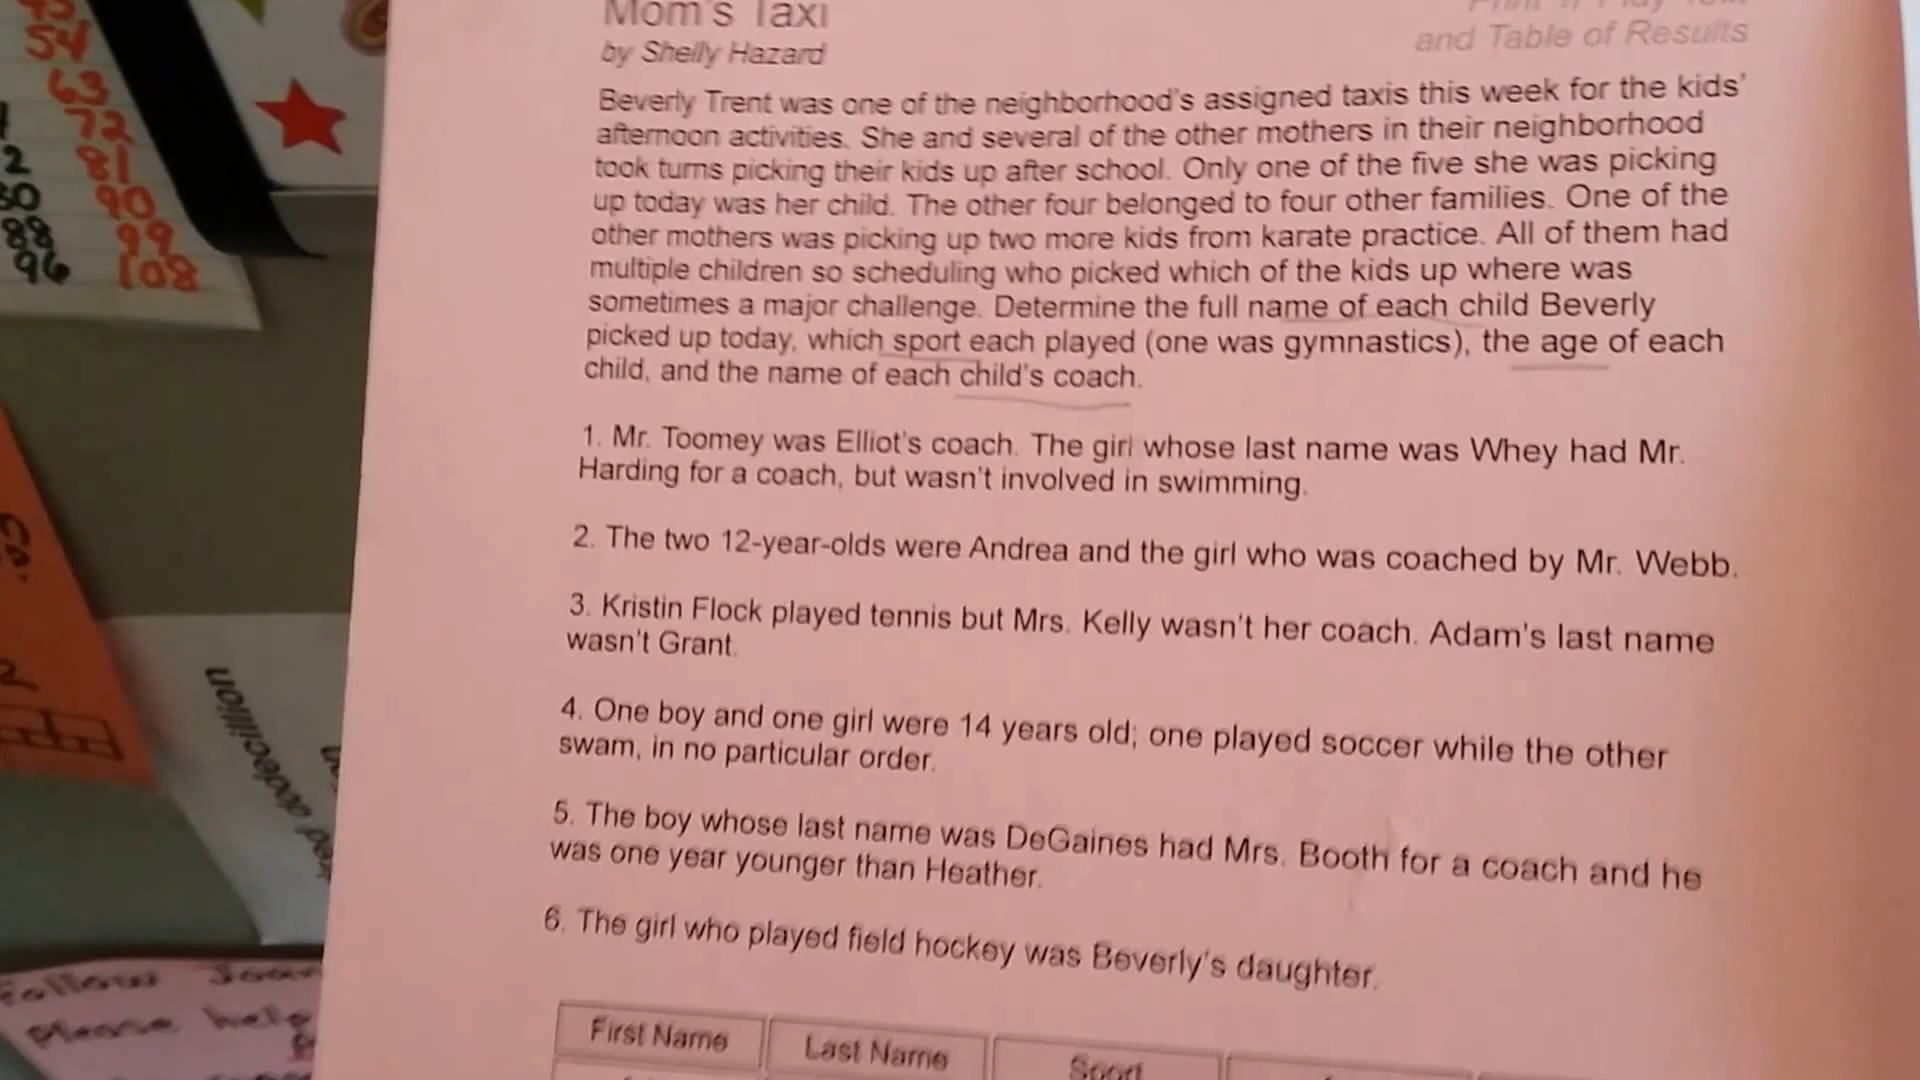 Mom's Taxi
by Shelly Hazard
and Table of Results
Beverly Trent was one of the neighborhood's assigned taxis this week for the kids'
afternoon activities. She and several of the other mothers in their neighborhood
took turns picking their kids up after school. Only one of the five she was picking
up today was her child. The other four belonged to four other families. One of the
other mothers was picking up two more kids from karate practice. All of them had
multiple children so scheduling who picked which of the kids up where was
sometimes a major challenge. Determine the full name of each child Beverly
picked up today, which sport each played (one was gymnastics), the age of each
child, and the name of each child's coach.
1. Mr. Toomey was Elliot's coach. The girl whose last name was Whey had Mr.
Harding for a coach, but wasn't involved in swimming.
2. The two 12-year-olds were Andrea and the girl who was coached by Mr. Webb.
3. Kristin Flock played tennis but Mrs. Kelly wasn't her coach. Adam's last name
wasn't Grant.
4. One boy and one girl were 14 years old; one played soccer while the other
swam, in no particular order.
5. The boy whose last name was DeGaines had Mrs. Booth for a coach and he
was one year younger than Heather.
6. The girl who played field hockey was Beverly's daughter.
First Name
Last Name
Sport
54
63
72
2 81
90
88 99
96 108
Follow
Please help